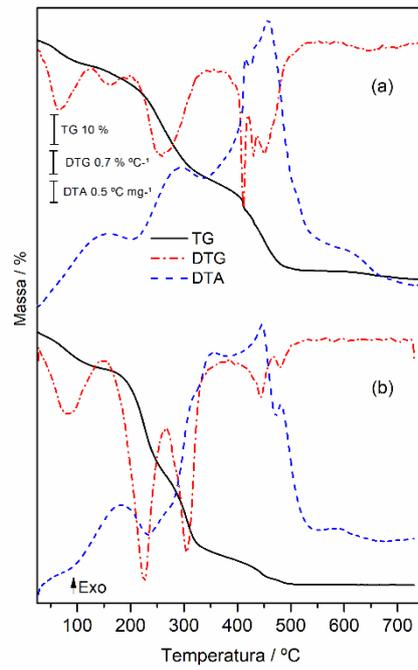 (a)
TG 10 %
DTG 0.7 % ºC-¹
DTA 0.5 ºC mg-¹
TG
DTG
DTA
Massa / %
(b)
Exo
100 200 300 400 500 600 700
Temperatura / ºC